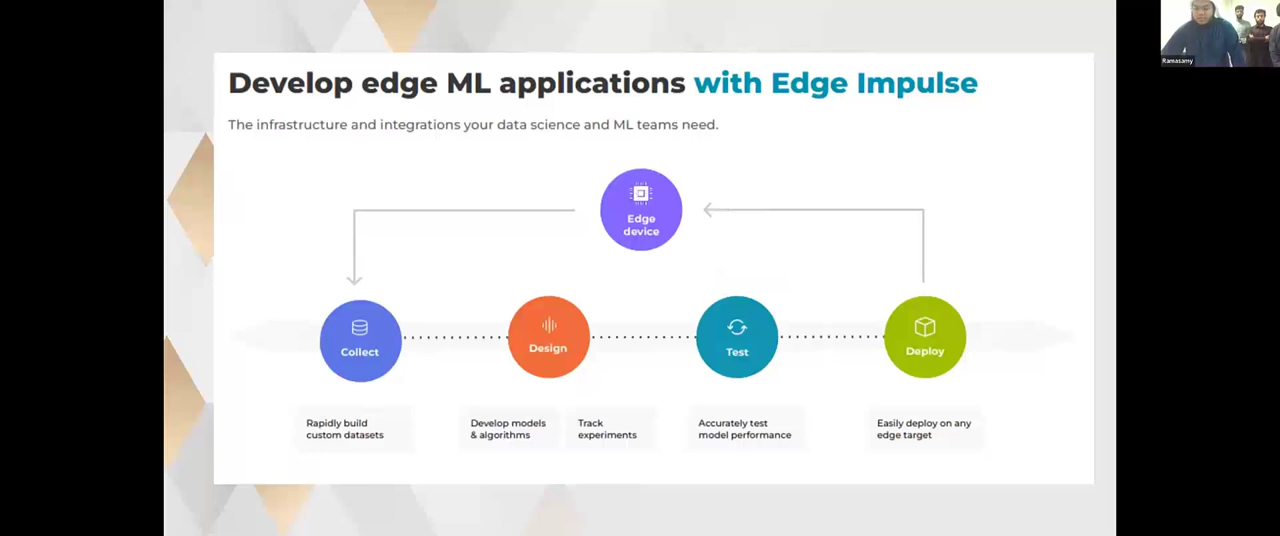 Develop edge ML applications with Edge Impulse
The infrastructure and integrations your data science and ML teams need.
Edge
device
Collect
Design
Test
Deploy
Rapidly build
custom datasets
Develop models
& algorithms
Track
experiments
Accurately test
model performance
Easily deploy on any
edge target
Ramasamy